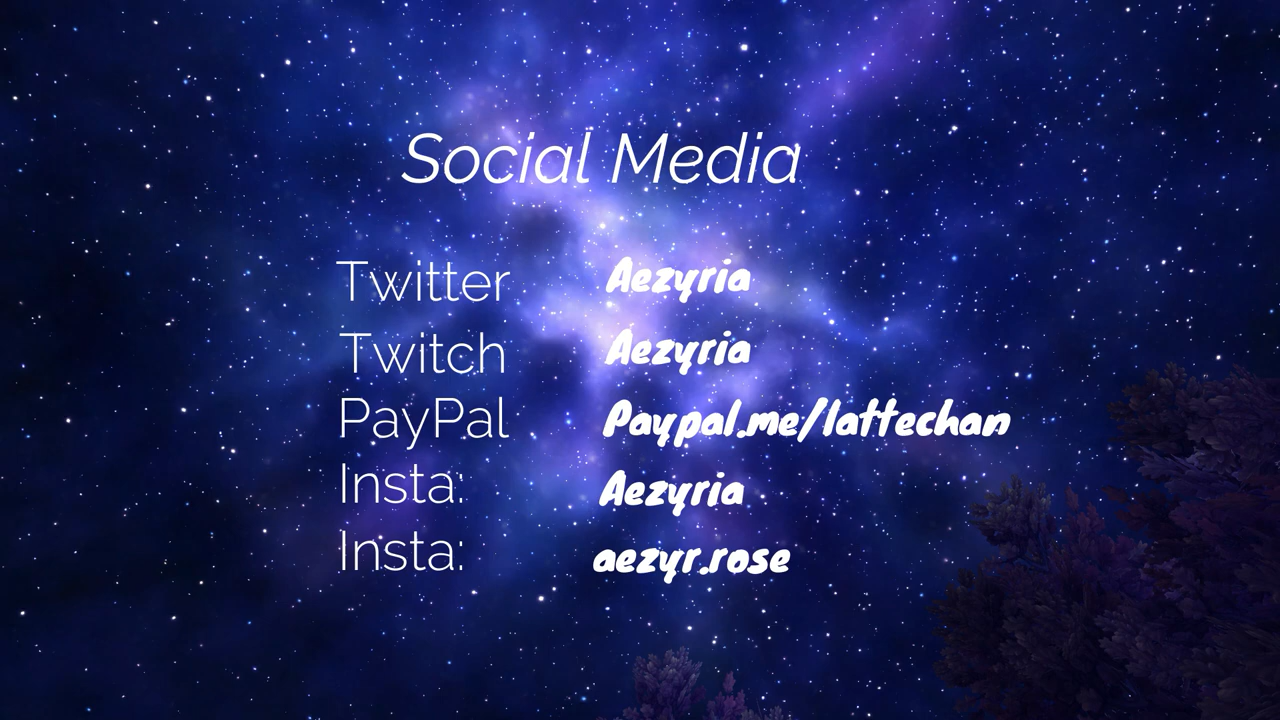 Social Media
Twitter Aezyria
Twitch Aezyria
PayPal Paypal.me/lattechan
Insta: Aezyria
Insta: aezyr.rose